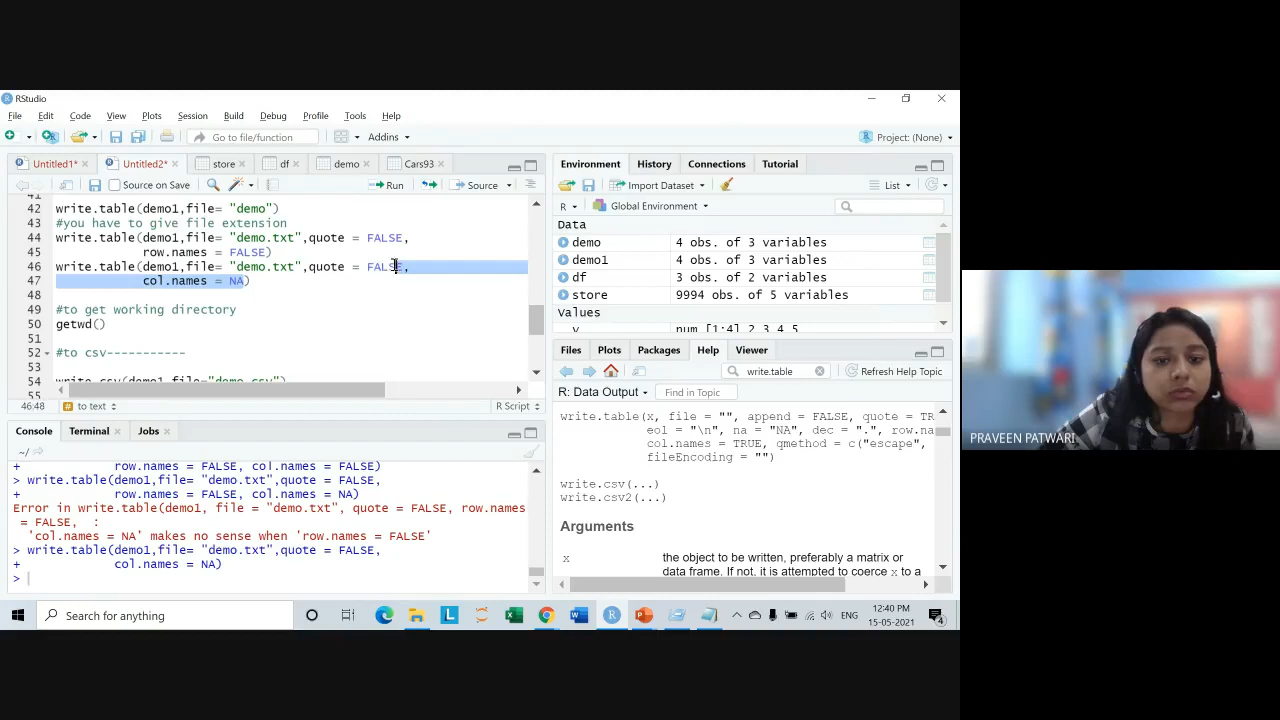 RStudio
File Edit Code View Plots Session Build Debug Profile Tools Help
Go to file/function
Addins
Project: (None)
Untitled1* Untitled2* store df demo Cars93
Source on Save
Run
Source
41
42 write.table(demo1,file= "demo")
43 #you have to give file extension
44 write.table(demo1,file= "demo.txt",quote = FALSE,
45 row.names = FALSE)
46 write.table(demo1,file= "demo.txt",quote = FALSE,
47 col.names = NA)
48
49 #to get working directory
50 getwd()
51
52 #to csv-----------
53
54 write.csv(demo1,file="demo.csv")
55
46:48 # to text R Script
Console Terminal Jobs
~/
+ row.names = FALSE, col.names = FALSE)
> write.table(demo1,file= "demo.txt",quote = FALSE,
+ row.names = FALSE, col.names = NA)
Error in write.table(demo1, file = "demo.txt", quote = FALSE, row.names
= FALSE, :
'col.names = NA' makes no sense when 'row.names = FALSE'
> write.table(demo1,file= "demo.txt",quote = FALSE,
+ col.names = NA)
>
Environment History Connections Tutorial
Import Dataset
List
R Global Environment
Data
demo 4 obs. of 3 variables
demo1 4 obs. of 3 variables
df 3 obs. of 2 variables
store 9994 obs. of 5 variables
Values
v num [1:4] 2 3 4 5
Files Plots Packages Help Viewer
write.table
Refresh Help Topic
R: Data Output Find in Topic
write.table(x, file = "", append = FALSE, quote = TR
eol = "\n", na = "NA", dec = ".", row.na
col.names = TRUE, qmethod = c("escape",
fileEncoding = "")
write.csv(...)
write.csv2(...)
Arguments
x the object to be written, preferably a matrix or
data frame. If not, it is attempted to coerce x to a
PRAVEEN PATWARI
Search for anything
ENG
12:40 PM
15-05-2021
4